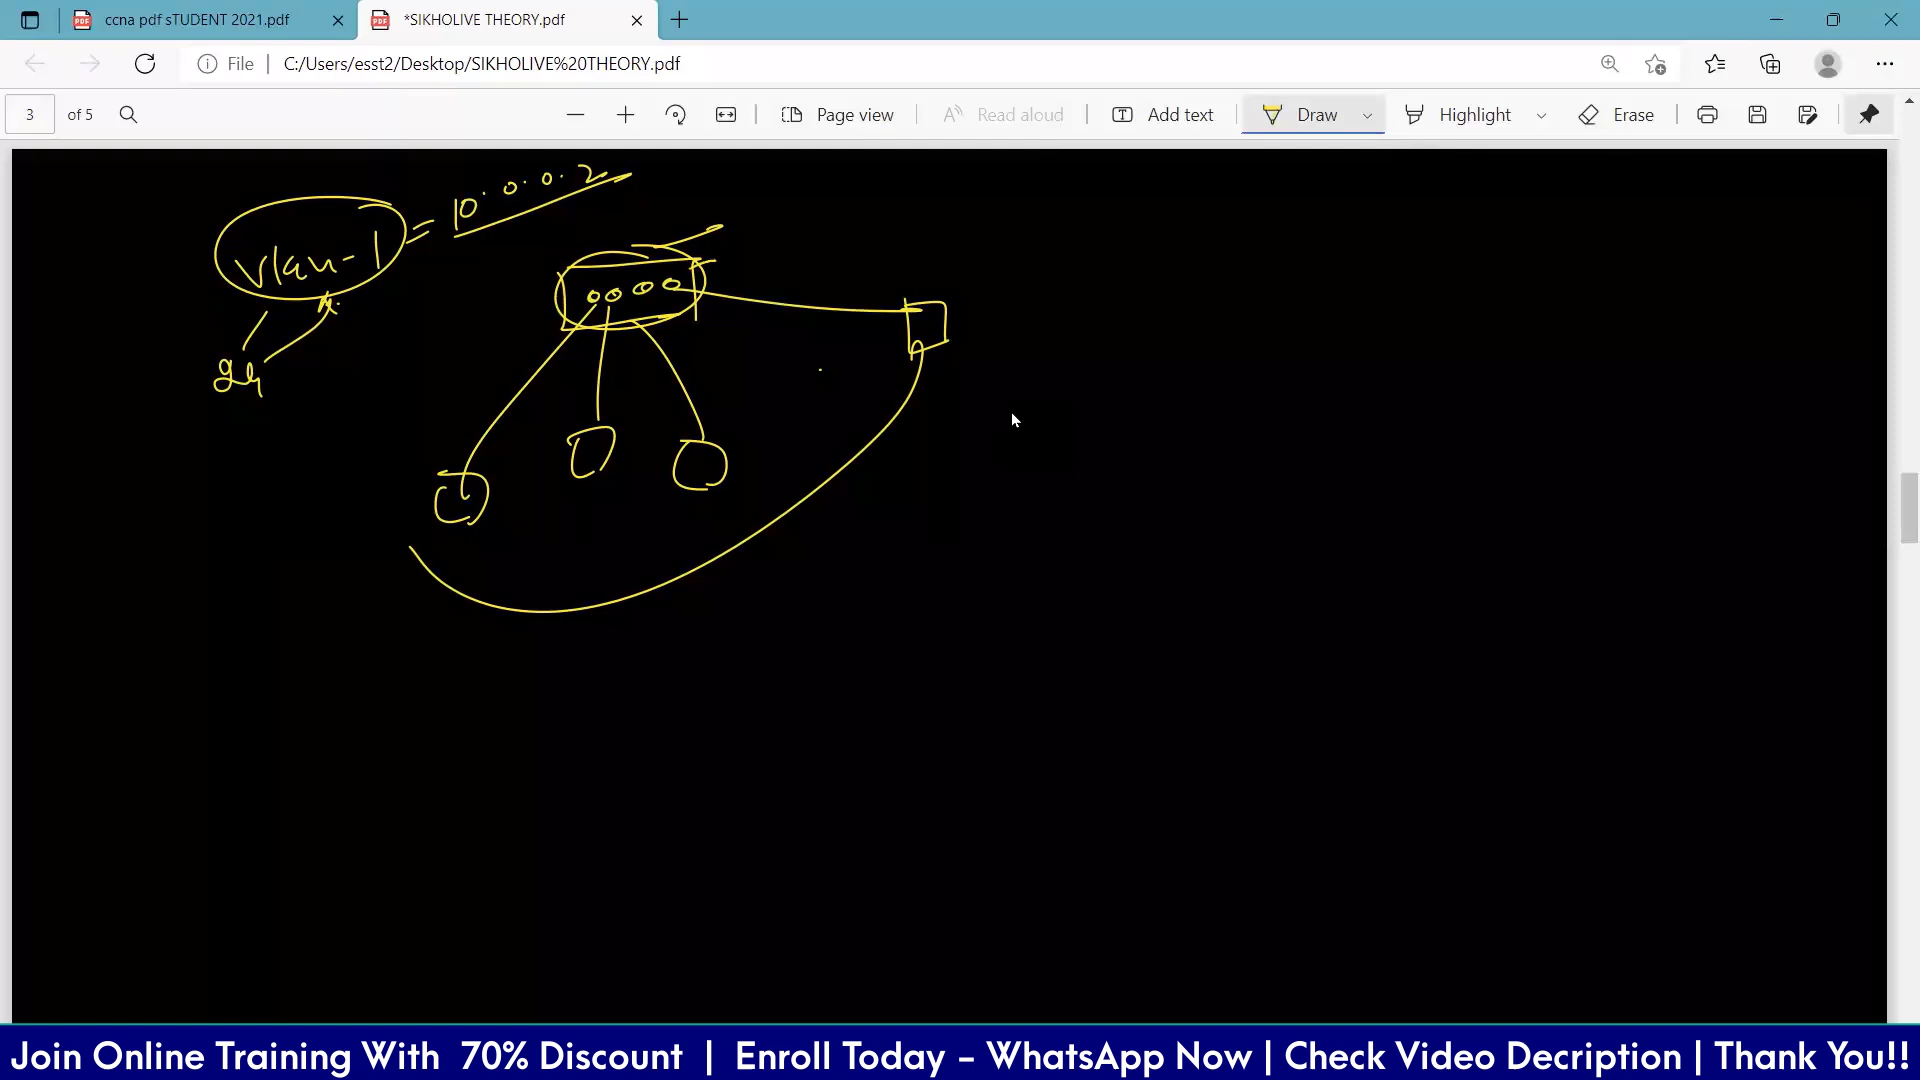 ccna pdf sTUDENT 2021.pdf
*SIKHOLIVE THEORY.pdf
File
C:/Users/esst2/Desktop/SIKHOLIVE%20THEORY.pdf
3 of 5
Page view
Read aloud
Add text
Draw
Highlight
Erase
10.0.0.2
vlan-1 =
Join Online Training With 70% Discount | Enroll Today – WhatsApp Now | Check Video Decription | Thank You!!